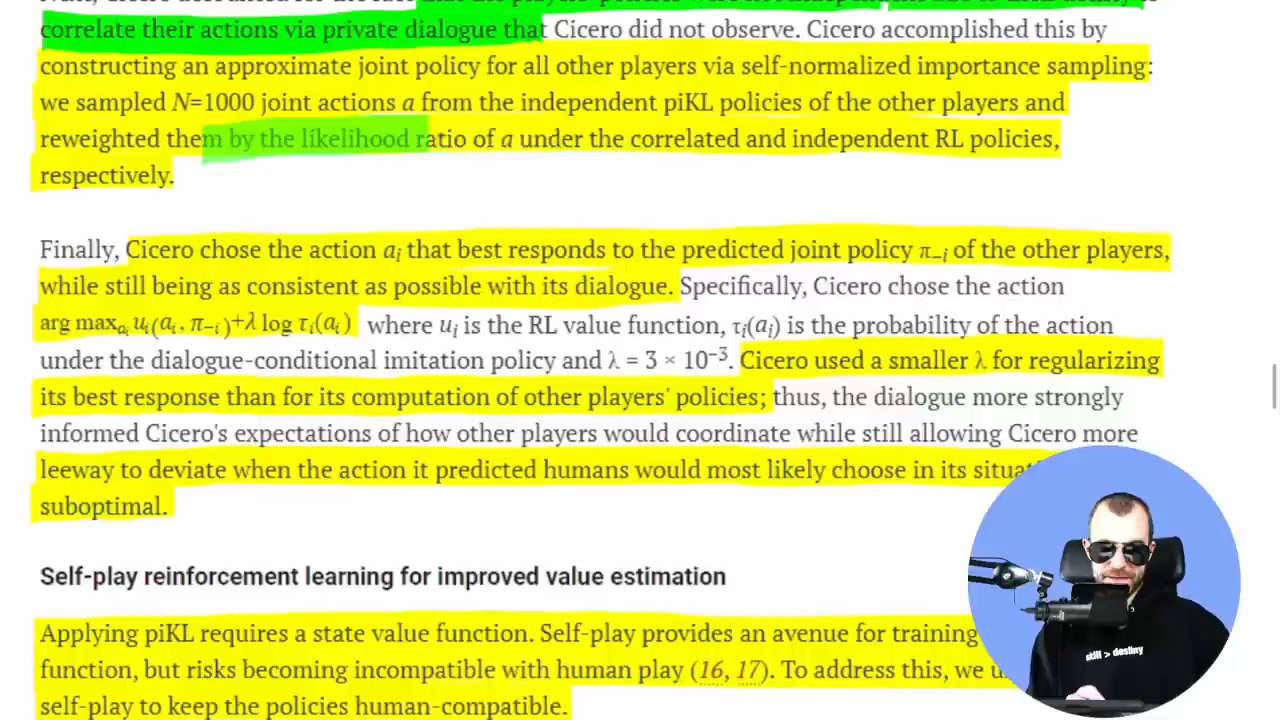 correlate their actions via private dialogue that Cicero did not observe. Cicero accomplished this by
constructing an approximate joint policy for all other players via self-normalized importance sampling:
we sampled N=1000 joint actions a from the independent piKL policies of the other players and
reweighted them by the likelihood ratio of a under the correlated and independent RL policies,
respectively.
Finally, Cicero chose the action aᵢ that best responds to the predicted joint policy π₋ᵢ of the other players,
while still being as consistent as possible with its dialogue. Specifically, Cicero chose the action
arg maxₐᵢ uᵢ(aᵢ, π₋ᵢ)+λ log τᵢ(aᵢ) where uᵢ is the RL value function, τᵢ(aᵢ) is the probability of the action
under the dialogue-conditional imitation policy and λ = 3 × 10⁻³. Cicero used a smaller λ for regularizing
its best response than for its computation of other players' policies; thus, the dialogue more strongly
informed Cicero's expectations of how other players would coordinate while still allowing Cicero more
leeway to deviate when the action it predicted humans would most likely choose in its
suboptimal.
Self-play reinforcement learning for improved value estimation
Applying piKL requires a state value function. Self-play provides an avenue for training
function, but risks becoming incompatible with human play (16, 17). To address this, we
self-play to keep the policies human-compatible.
skill > destiny